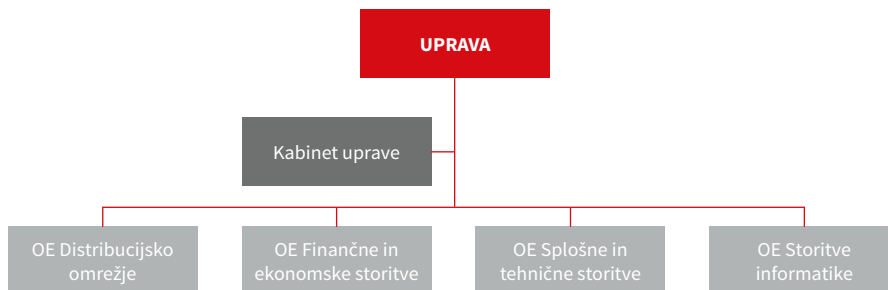 UPRAVA
Kabinet uprave
OE Distribucijsko
omrežje
OE Finančne in
ekonomske storitve
OE Splošne in
tehnične storitve
OE Storitve
informatike